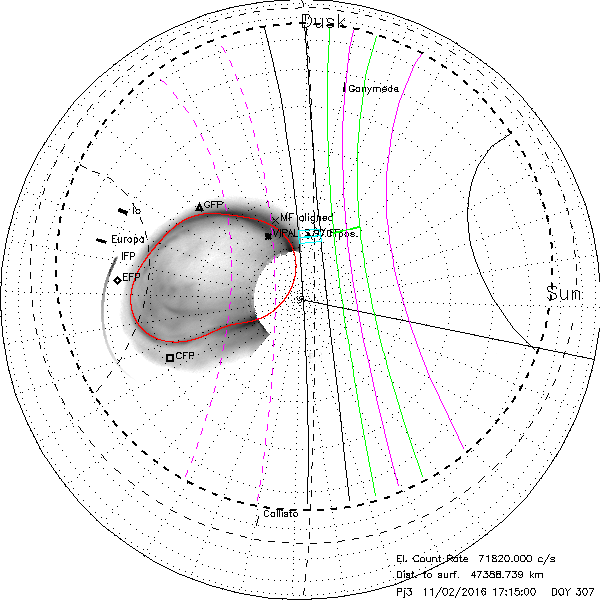 Dusk
Ganymede
GFP
Io
MF aligned
Europa
IFP
EFP
Sun
CFP
Callisto
El. Count Rate 71820.000 c/s
Dist. to surf. 47388.739 km
Pj3 11/02/2016 17:15:00 DOY 307